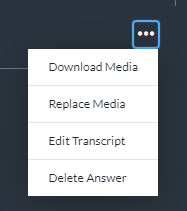 Download Media
Replace Media
Edit Transcript
Delete Answer